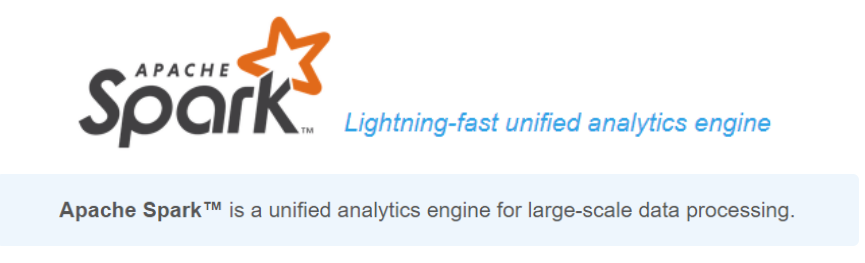 APACHE
Spark™ Lightning-fast unified analytics engine
Apache Spark™ is a unified analytics engine for large-scale data processing.